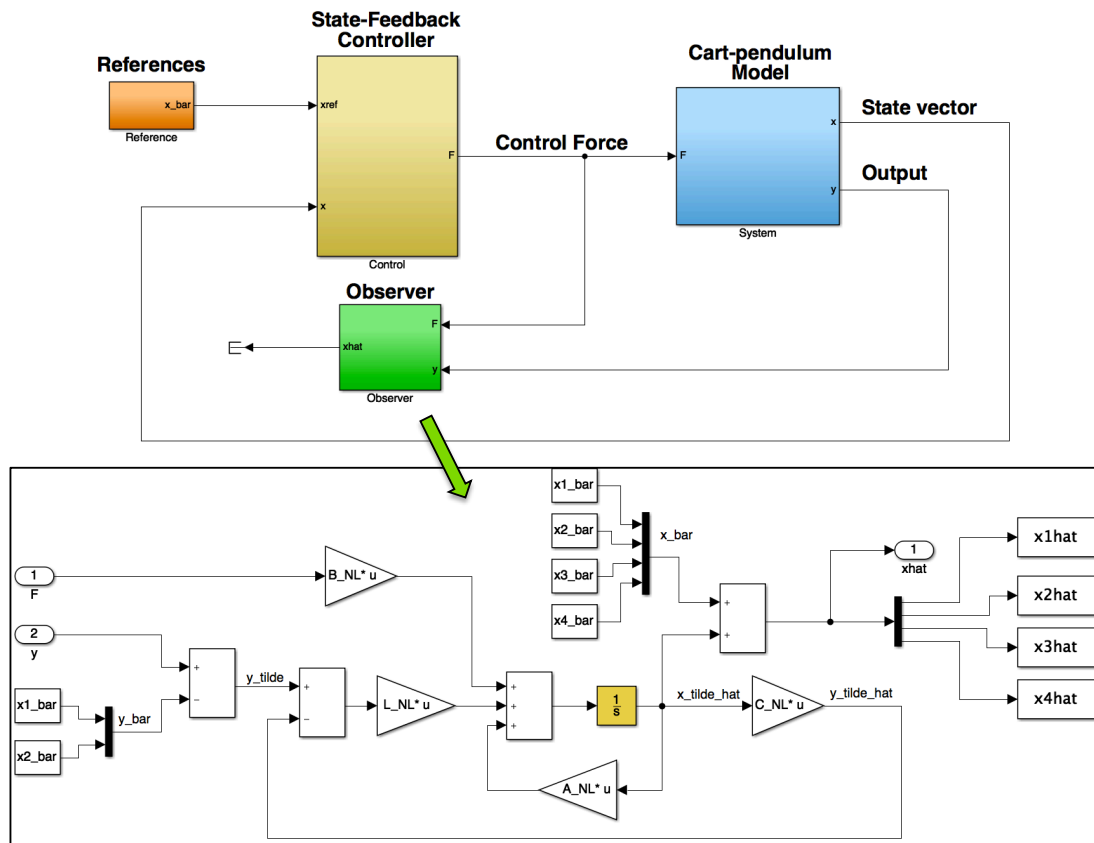 State-Feedback
Controller
References
x_bar
Reference
xref
x
F
Control
Control Force
Cart-pendulum
Model
F
x
y
System
State vector
Output
Observer
F
xhat
y
Observer
x1_bar
x2_bar
x3_bar
x4_bar
x_bar
+
+
1
xhat
x1hat
x2hat
x3hat
x4hat
1
F
B_NL* u
2
y
x1_bar
x2_bar
y_bar
+
−
y_tilde
+
−
L_NL* u
+
+
+
1
s
x_tilde_hat
C_NL* u
y_tilde_hat
A_NL* u